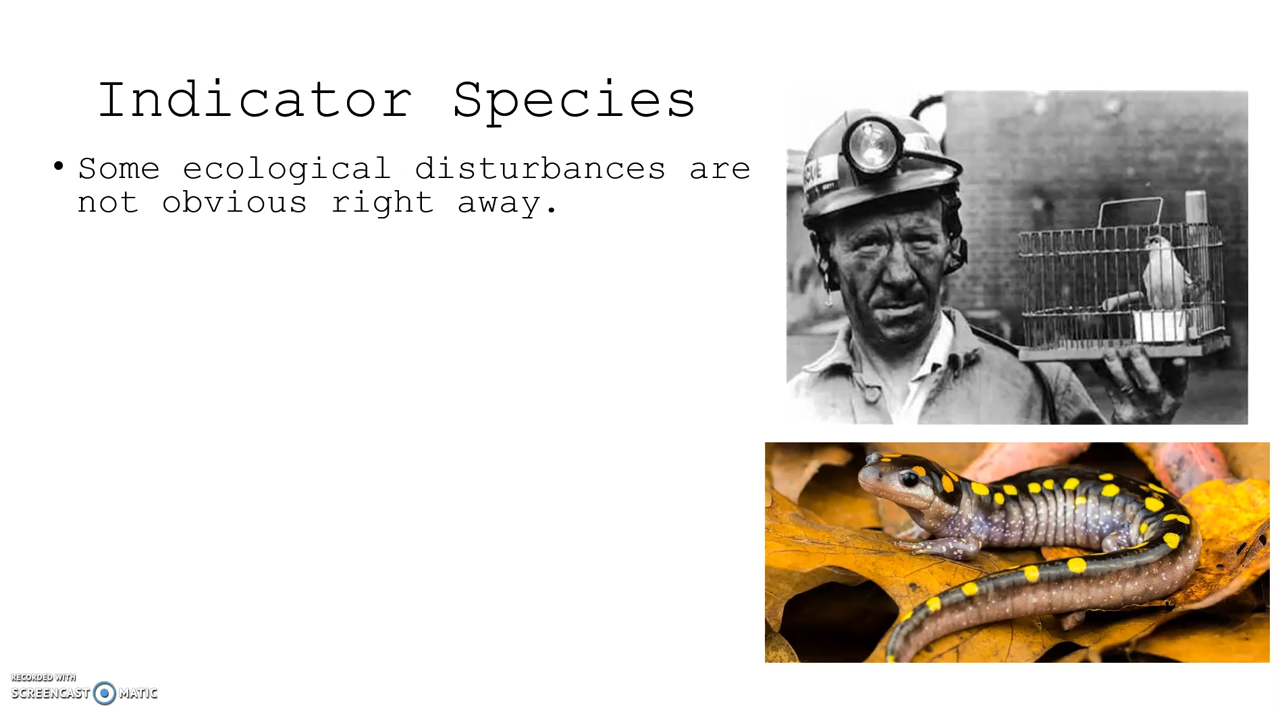 Indicator Species
• Some ecological disturbances are
not obvious right away.
RECORDED WITH
SCREENCAST MATIC